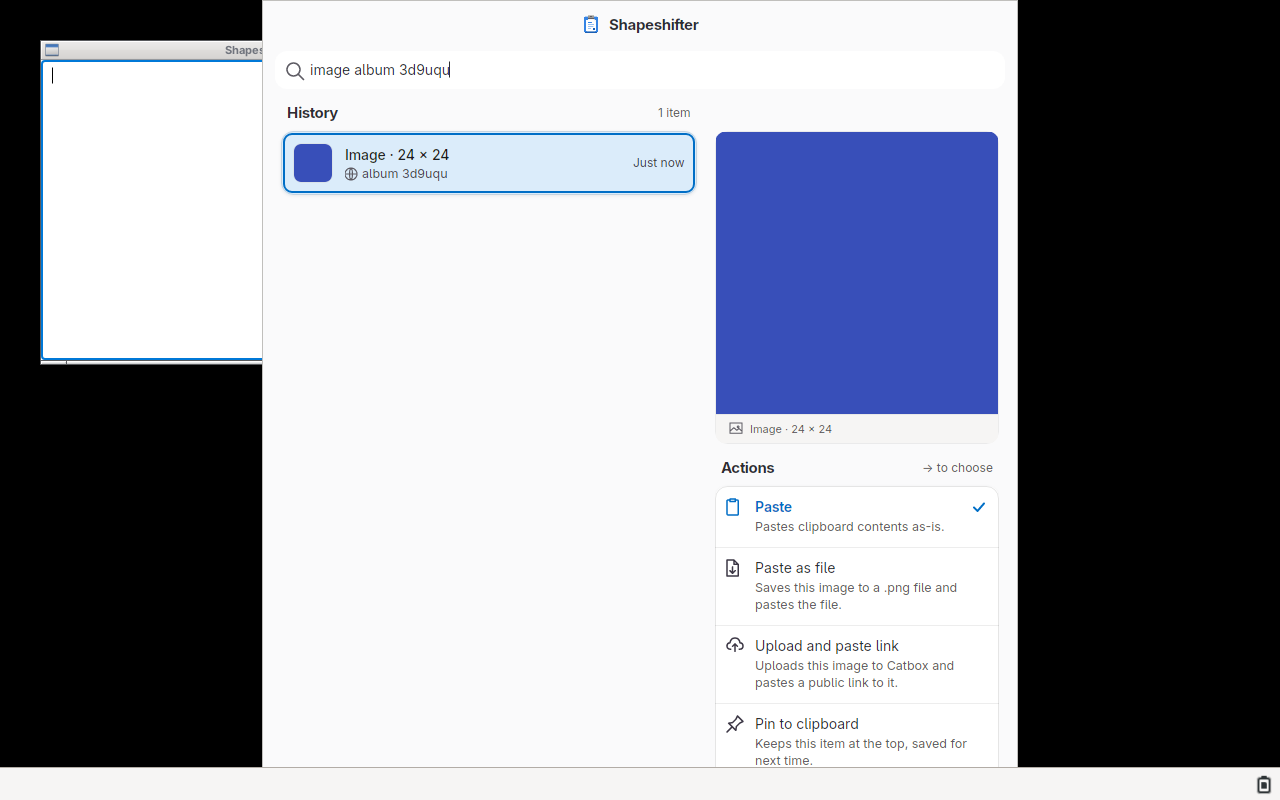 Shapeshifter
image album 3d9uqu
History
1 item
Image · 24 × 24
album 3d9uqu
Just now
Image · 24 × 24
Actions
→ to choose
Paste
Pastes clipboard contents as-is.
Paste as file
Saves this image to a .png file and
pastes the file.
Upload and paste link
Uploads this image to Catbox and
pastes a public link to it.
Pin to clipboard
Keeps this item at the top, saved for
next time.
Shapes